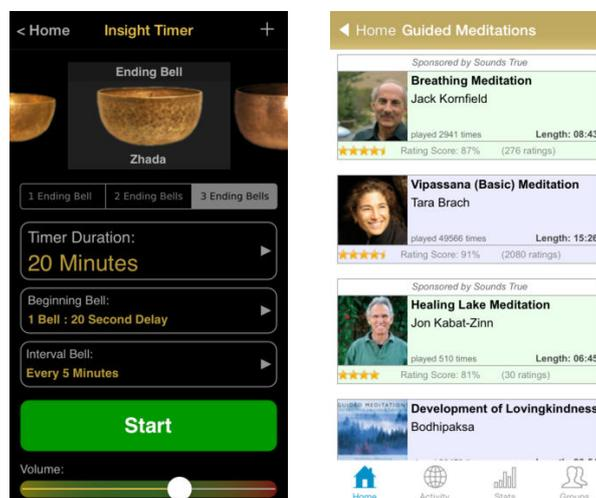 < Home Insight Timer +
Ending Bell
Zhada
1 Ending Bell 2 Ending Bells 3 Ending Bells
Timer Duration:
20 Minutes
Beginning Bell:
1 Bell : 20 Second Delay
Interval Bell:
Every 5 Minutes
Start
Volume:
Home Guided Meditations
Sponsored by Sounds True
Breathing Meditation
Jack Kornfield
played 2941 times Length: 08:43
Rating Score: 87% (276 ratings)
Vipassana (Basic) Meditation
Tara Brach
played 49566 times Length: 15:26
Rating Score: 91% (2080 ratings)
Sponsored by Sounds True
Healing Lake Meditation
Jon Kabat-Zinn
played 510 times Length: 06:45
Rating Score: 81% (30 ratings)
GUIDED MEDITATION
Development of Lovingkindness
Bodhipaksa
Home Activity Stats Groups